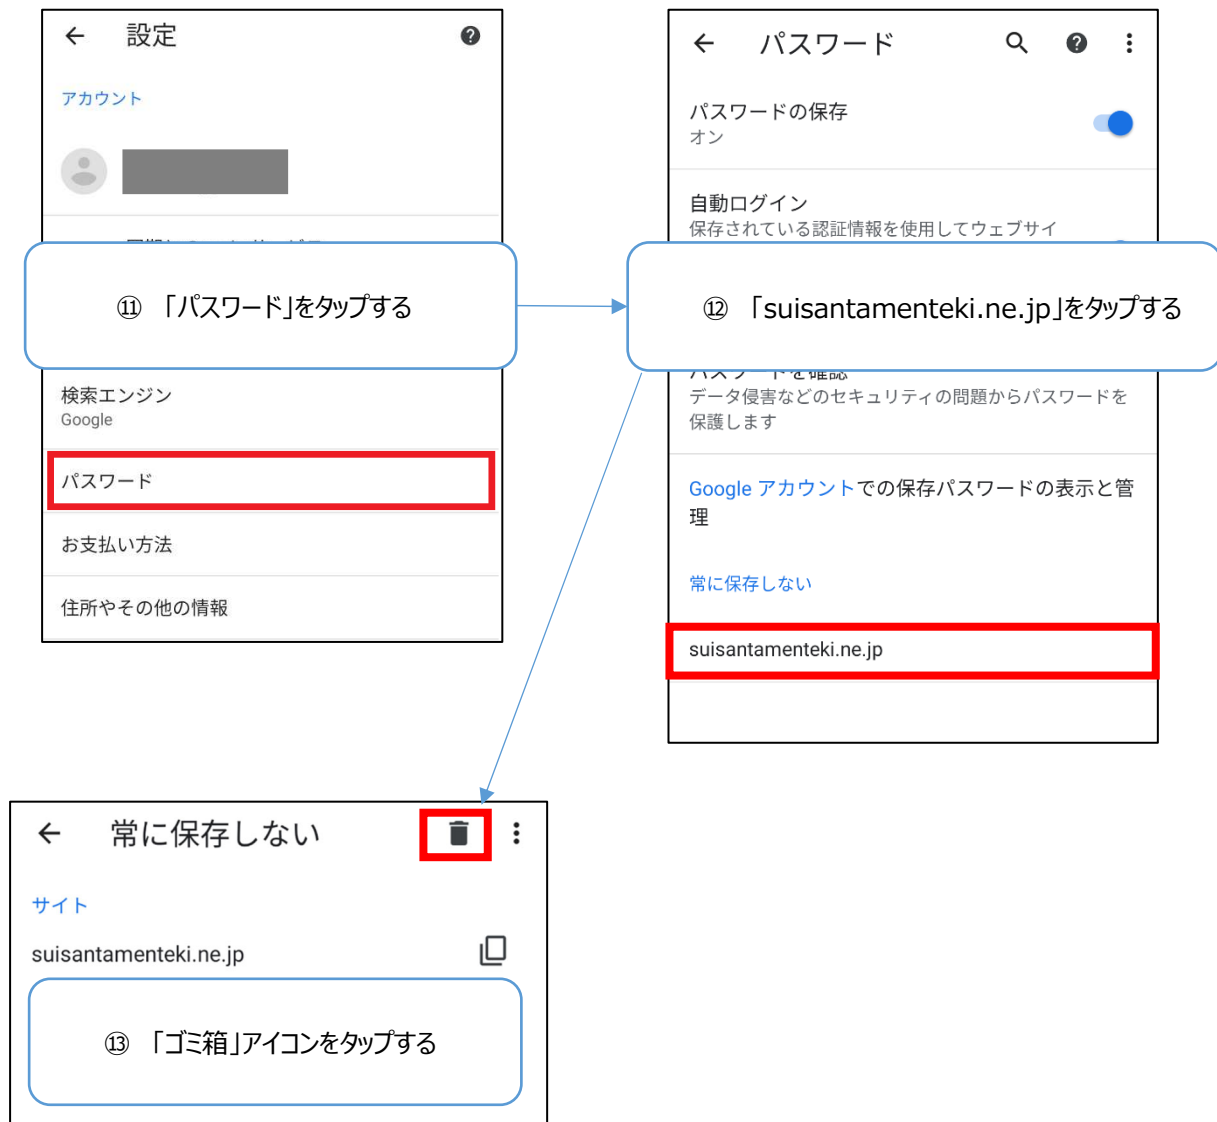 設定
アカウント
⑪ 「パスワード」をタップする
検索エンジン
Google
パスワード
お支払い方法
住所やその他の情報
パスワード
パスワードの保存
オン
自動ログイン
保存されている認証情報を使用してウェブサイ
⑫ 「suisantamenteki.ne.jp」をタップする
パスワードを確認
データ侵害などのセキュリティの問題からパスワードを
保護します
Google アカウントでの保存パスワードの表示と管
理
常に保存しない
suisantamenteki.ne.jp
常に保存しない
サイト
suisantamenteki.ne.jp
⑬ 「ゴミ箱」アイコンをタップする